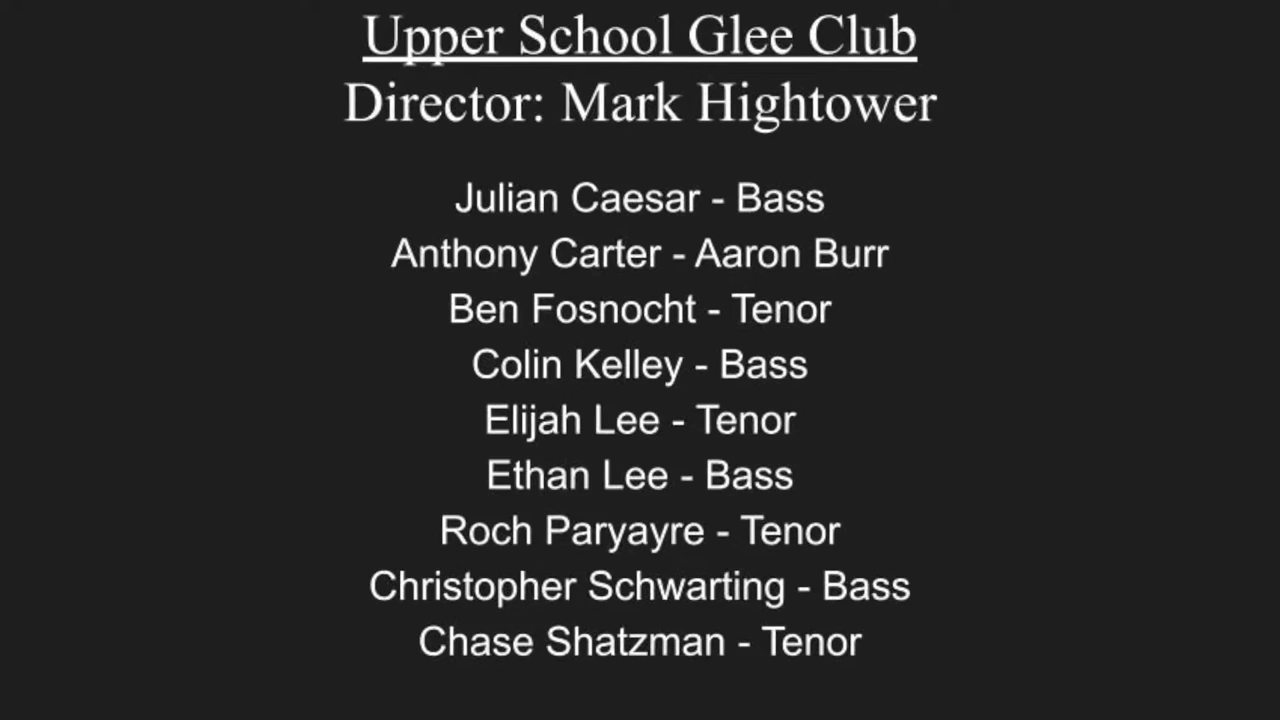 Upper School Glee Club
Director: Mark Hightower
Julian Caesar - Bass
Anthony Carter - Aaron Burr
Ben Fosnocht - Tenor
Colin Kelley - Bass
Elijah Lee - Tenor
Ethan Lee - Bass
Roch Paryayre - Tenor
Christopher Schwarting - Bass
Chase Shatzman - Tenor